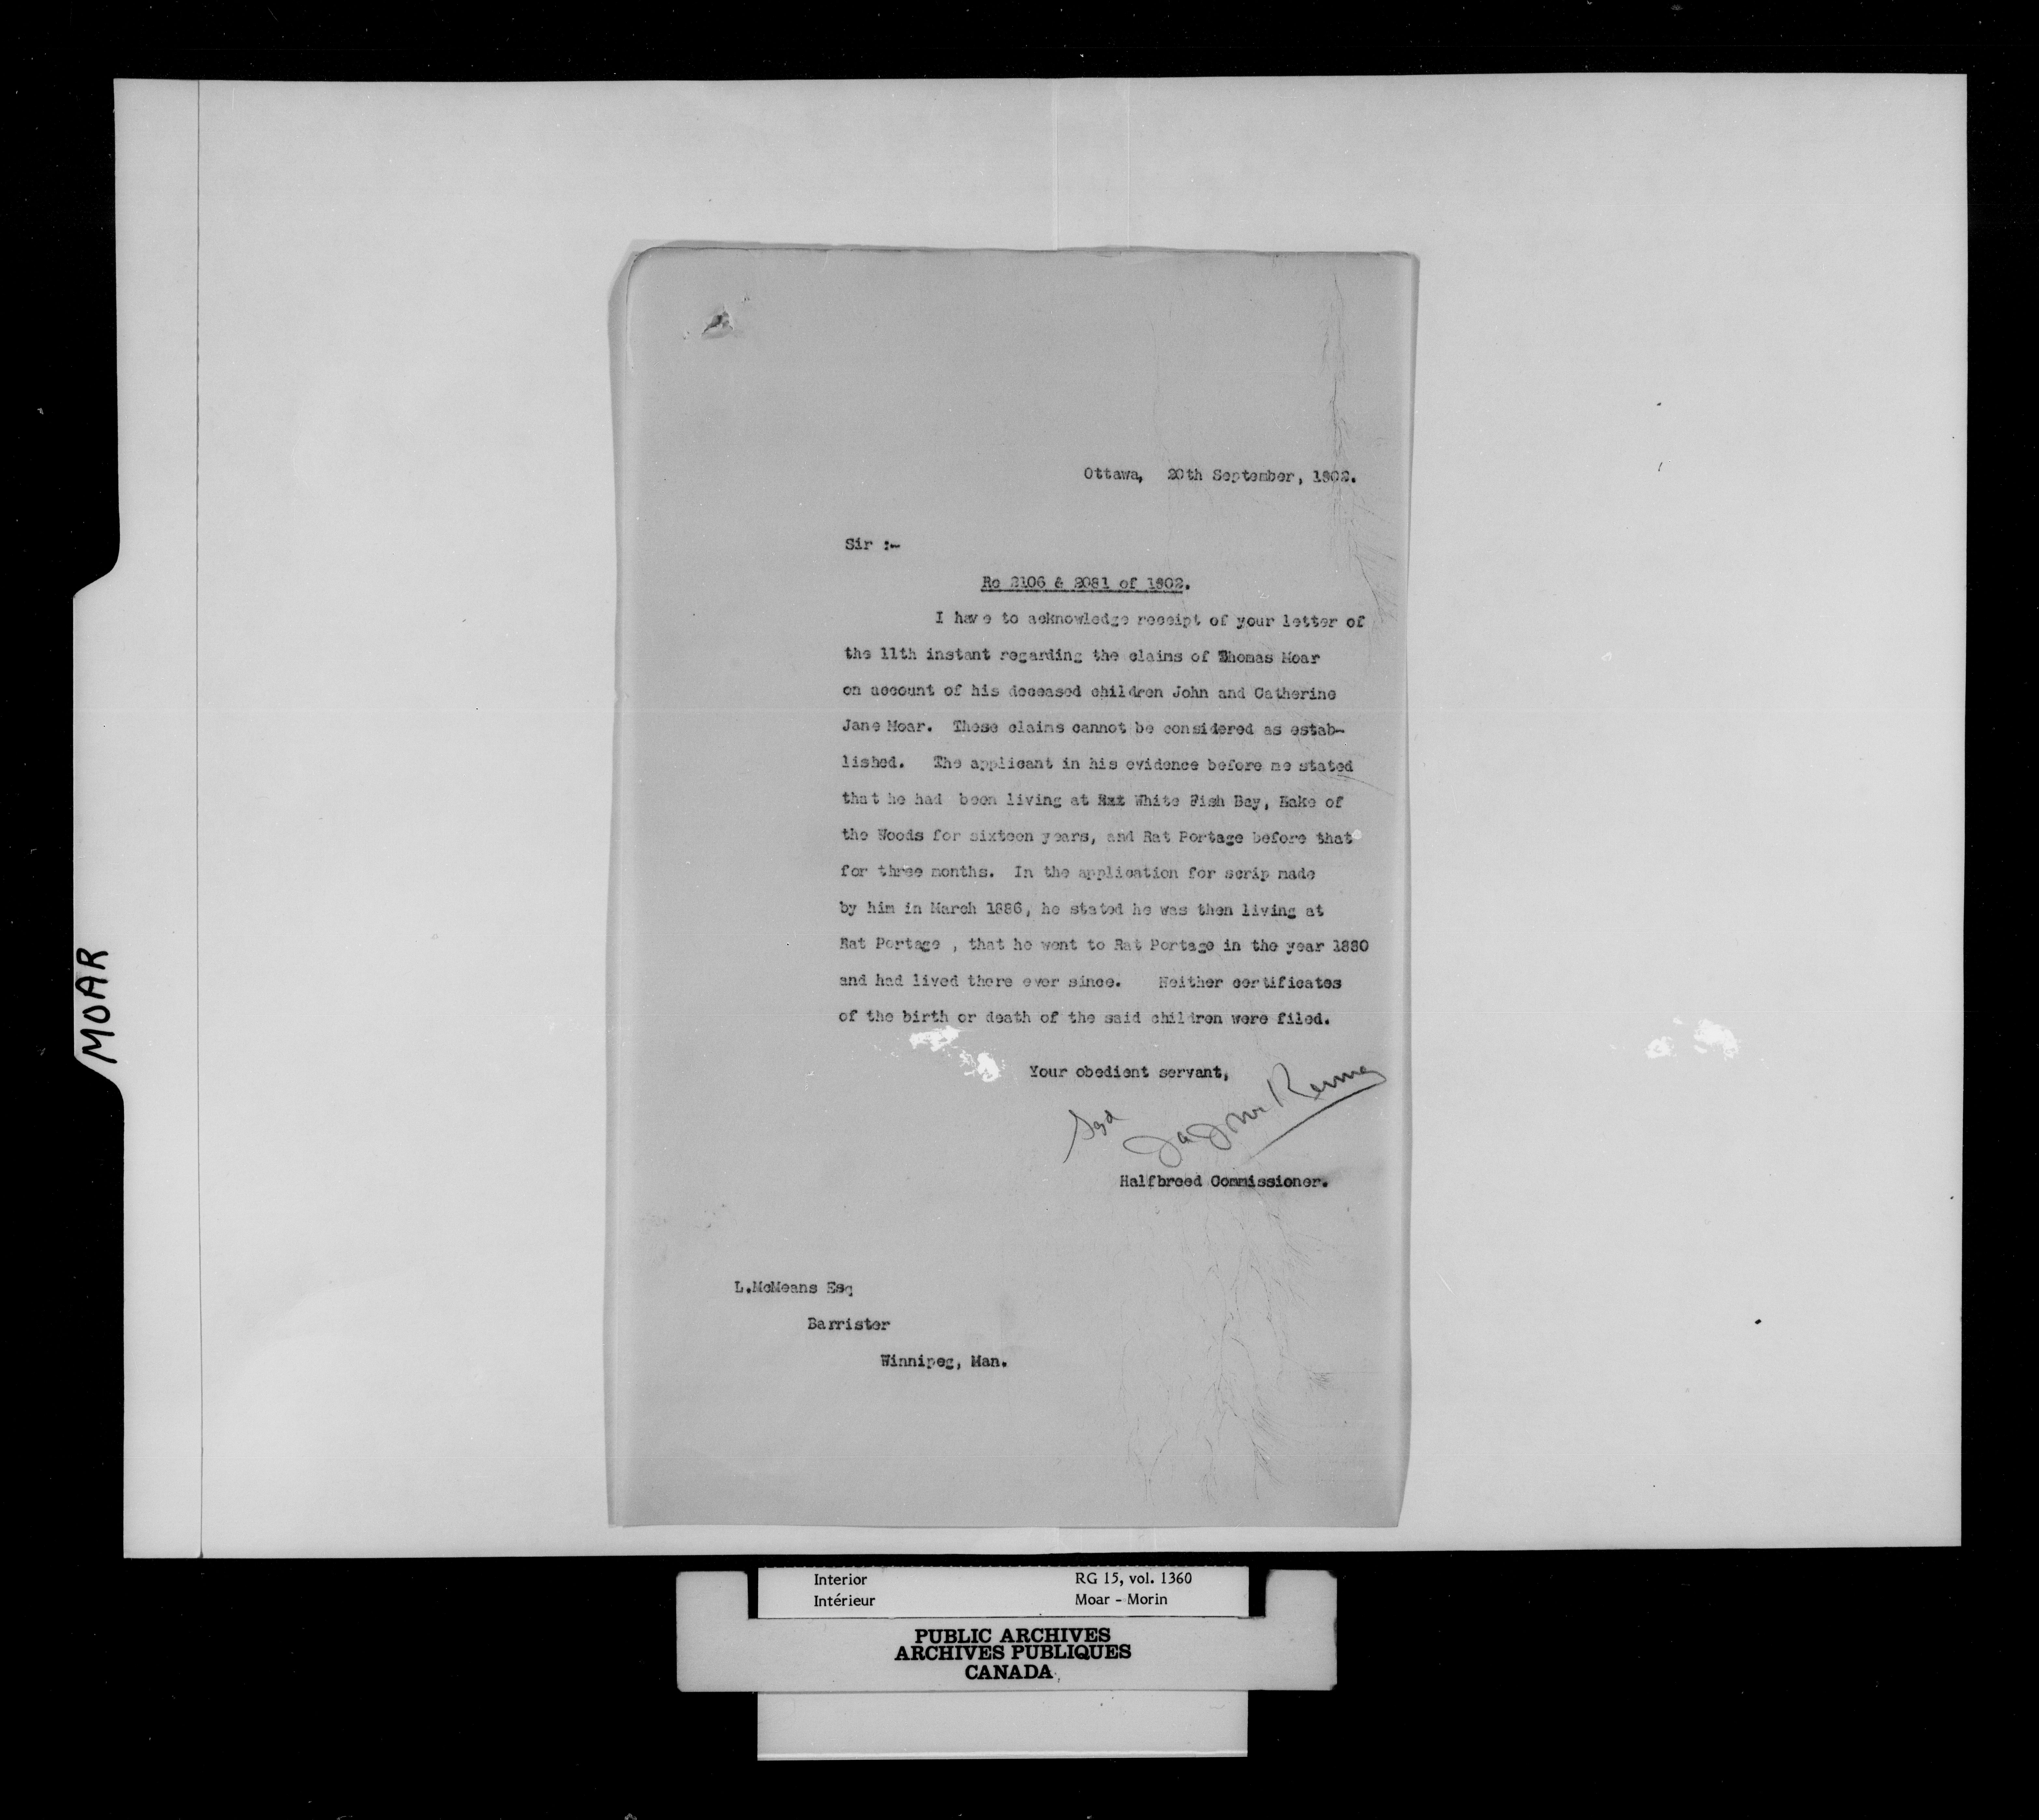 Ottawa, 20th September, 1902.
Sir :-
Re 2106 & 2081 of 1902.
I have to acknowledge receipt of your letter of
the 11th instant regarding the claims of Thomas Moar
on account of his deceased children John and Catherine
Jane Moar. These claims cannot be considered as estab-
lished. The applicant in his evidence before me stated
that he had been living at Rat White Fish Bay, Lake of
the Woods for sixteen years, and Rat Portage before that
for three months. In the application for scrip made
by him in March 1886, he stated he was then living at
Rat Portage , that he went to Rat Portage in the year 1880
and had lived there ever since. Neither certificates
of the birth or death of the said children were filed.
Your obedient servant,
Sgd JaJMcKenna
Halfbreed Commissioner.
L.McMeans Esq
Barrister
Winnipeg, Man.
MOAR
Interior RG 15, vol. 1360
Intérieur Moar - Morin
PUBLIC ARCHIVES
ARCHIVES PUBLIQUES
CANADA